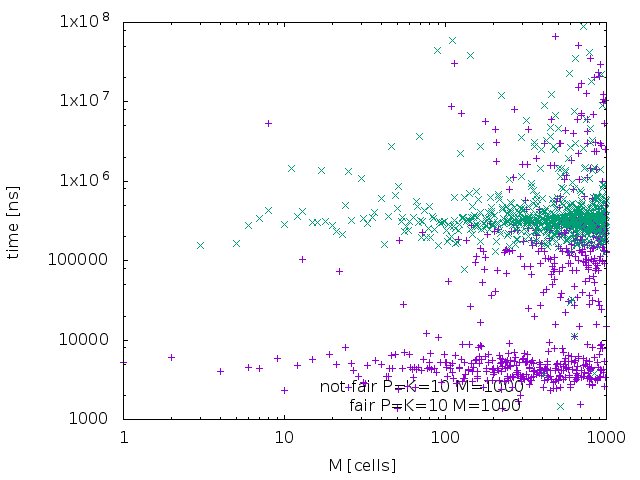 1x10^8
1x10^7
1x10^6
100000
10000
1000
time [ns]
not fair P=K=10 M=1000
fair P=K=10 M=1000
1 10 100 1000
M [cells]